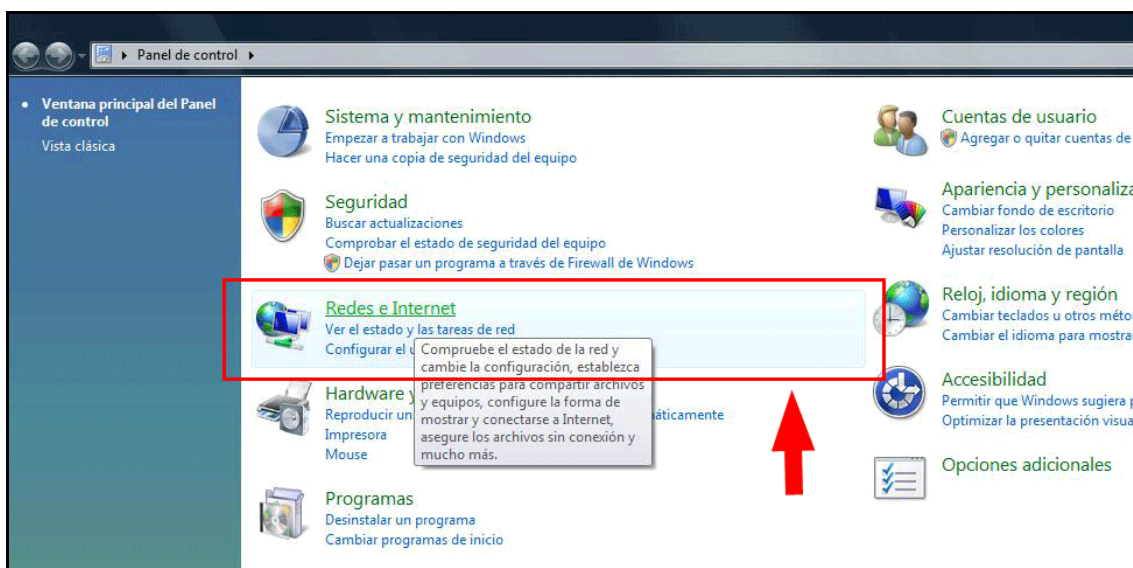 Panel de control
Ventana principal del Panel
de control
Vista clásica
Sistema y mantenimiento
Empezar a trabajar con Windows
Hacer una copia de seguridad del equipo
Seguridad
Buscar actualizaciones
Comprobar el estado de seguridad del equipo
Dejar pasar un programa a través de Firewall de Windows
Redes e Internet
Ver el estado y las tareas de red
Configurar el u
Compruebe el estado de la red y
cambie la configuración, establezca
preferencias para compartir archivos
y equipos, configure la forma de
mostrar y conectarse a Internet,
asegure los archivos sin conexión y
mucho más.
Hardware y
Reproducir un áticamente
Impresora
Mouse
Programas
Desinstalar un programa
Cambiar programas de inicio
Cuentas de usuario
Agregar o quitar cuentas de
Apariencia y personaliza
Cambiar fondo de escritorio
Personalizar los colores
Ajustar resolución de pantalla
Reloj, idioma y región
Cambiar teclados u otros méto
Cambiar el idioma para mostrar
Accesibilidad
Permitir que Windows sugiera p
Optimizar la presentación visua
Opciones adicionales